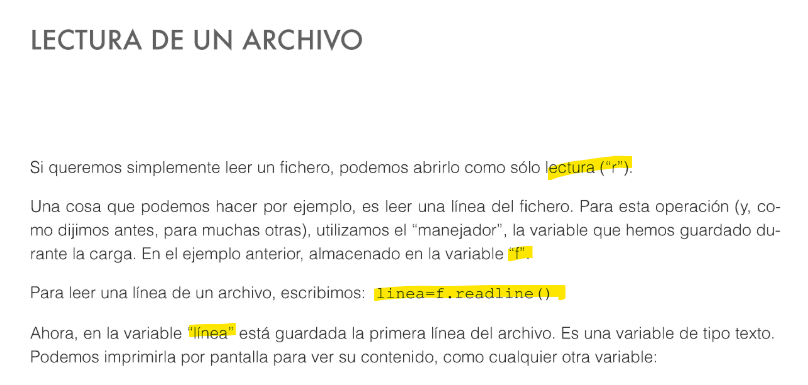 LECTURA DE UN ARCHIVO
Si queremos simplemente leer un fichero, podemos abrirlo como sólo lectura (“r”).
Una cosa que podemos hacer por ejemplo, es leer una línea del fichero. Para esta operación (y, co-
mo dijimos antes, para muchas otras), utilizamos el “manejador”, la variable que hemos guardado du-
rante la carga. En el ejemplo anterior, almacenado en la variable “f”.
Para leer una línea de un archivo, escribimos: linea=f.readline()
Ahora, en la variable “línea” está guardada la primera línea del archivo. Es una variable de tipo texto.
Podemos imprimirla por pantalla para ver su contenido, como cualquier otra variable: